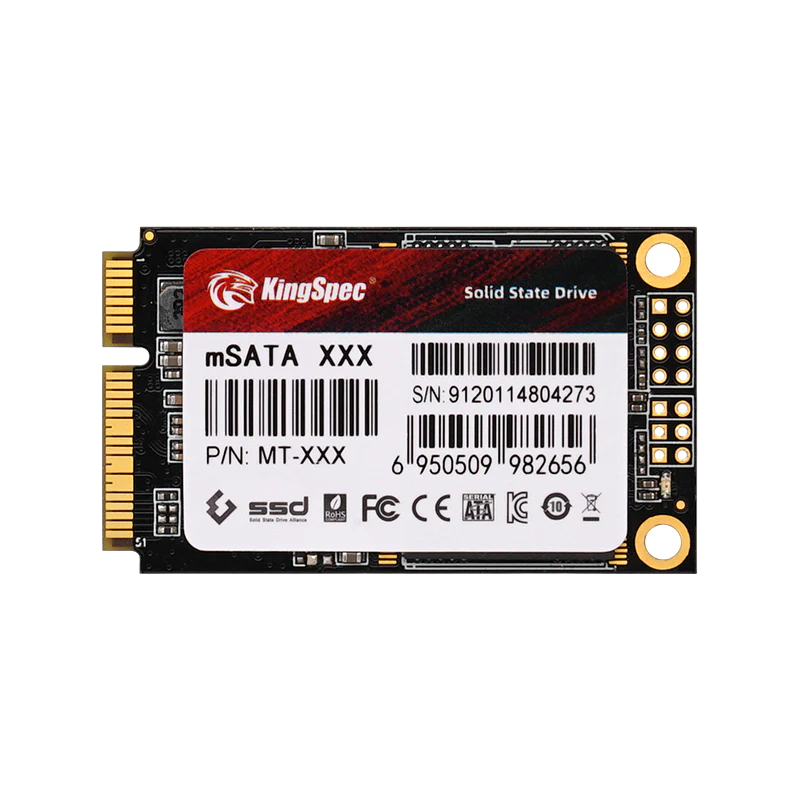 KingSpec®
Solid State Drive
mSATA XXX
S/N: 9120114804273
P/N: MT-XXX
6 950509 982656
ssd
Solid State Drive Alliance
RoHS
FC CE SERIAL ATA 10
S1